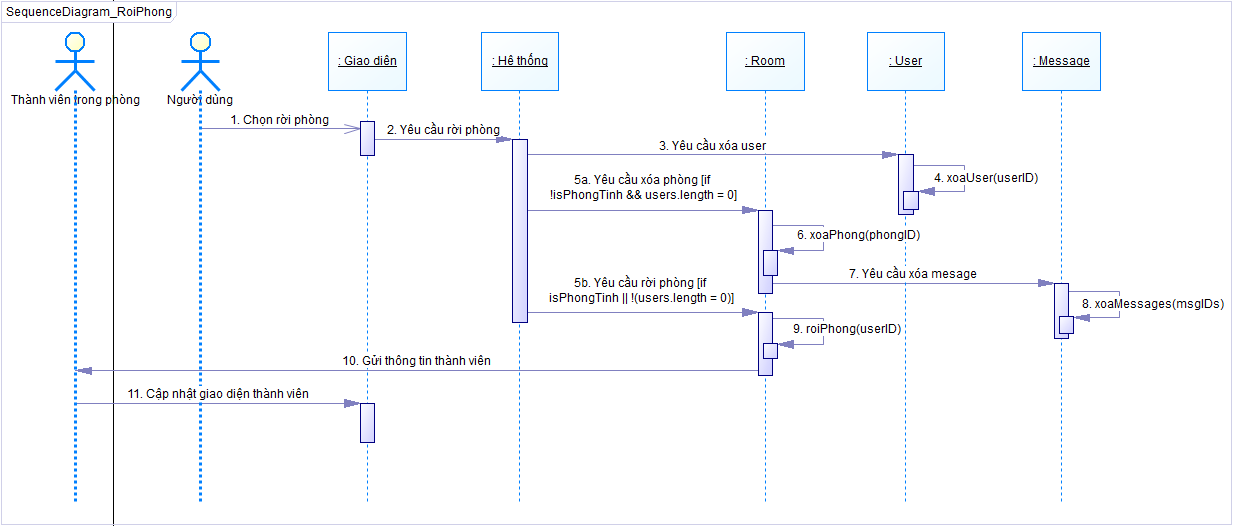 SequenceDiagram_RoiPhong
Thành viên trong phòng
Người dùng
: Giao diên
: Hê thống
: Room
: User
: Message
1. Chọn rời phòng
2. Yêu cầu rời phòng
3. Yêu cầu xóa user
4. xoaUser(userID)
5a. Yêu cầu xóa phòng [if
!isPhongTinh && users.length = 0]
6. xoaPhong(phongID)
7. Yêu cầu xóa mesage
5b. Yêu cầu rời phòng [if
isPhongTinh || !(users.length = 0)]
8. xoaMessages(msgIDs)
9. roiPhong(userID)
10. Gửi thông tin thành viên
11. Cập nhật giao diện thành viên